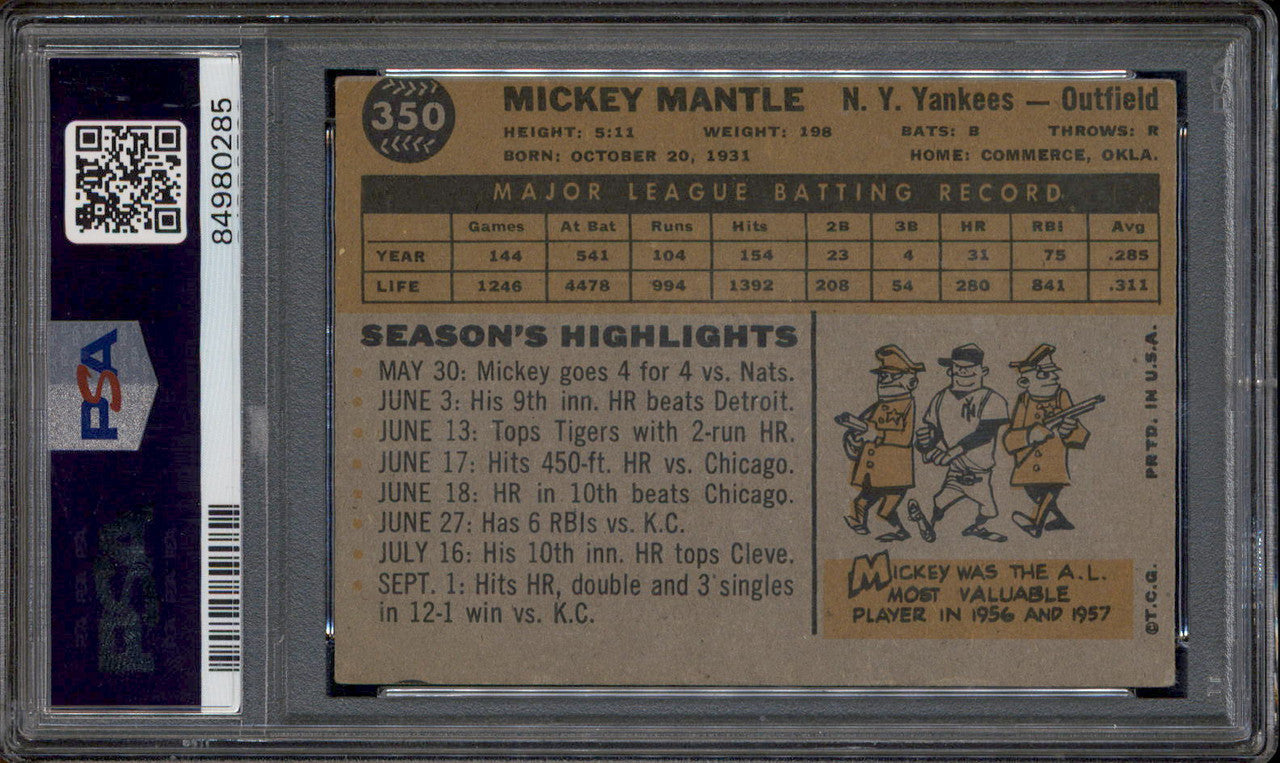 84980285
PSA
350
MICKEY MANTLE N. Y. Yankees — Outfield
HEIGHT: 5:11 WEIGHT: 198 BATS: B THROWS: R
BORN: OCTOBER 20, 1931 HOME: COMMERCE, OKLA.
MAJOR LEAGUE BATTING RECORD
Games At Bat Runs Hits 2B 3B HR RBI Avg
YEAR 144 541 104 154 23 4 31 75 .285
LIFE 1246 4478 994 1392 208 54 280 841 .311
SEASON'S HIGHLIGHTS
MAY 30: Mickey goes 4 for 4 vs. Nats.
JUNE 3: His 9th inn. HR beats Detroit.
JUNE 13: Tops Tigers with 2-run HR.
JUNE 17: Hits 450-ft. HR vs. Chicago.
JUNE 18: HR in 10th beats Chicago.
JUNE 27: Has 6 RBIs vs. K.C.
JULY 16: His 10th inn. HR tops Cleve.
SEPT. 1: Hits HR, double and 3 singles
in 12-1 win vs. K.C.
NY
MICKEY WAS THE A.L.
MOST VALUABLE
PLAYER IN 1956 AND 1957
PRTD. IN U.S.A.
©T.C.G.